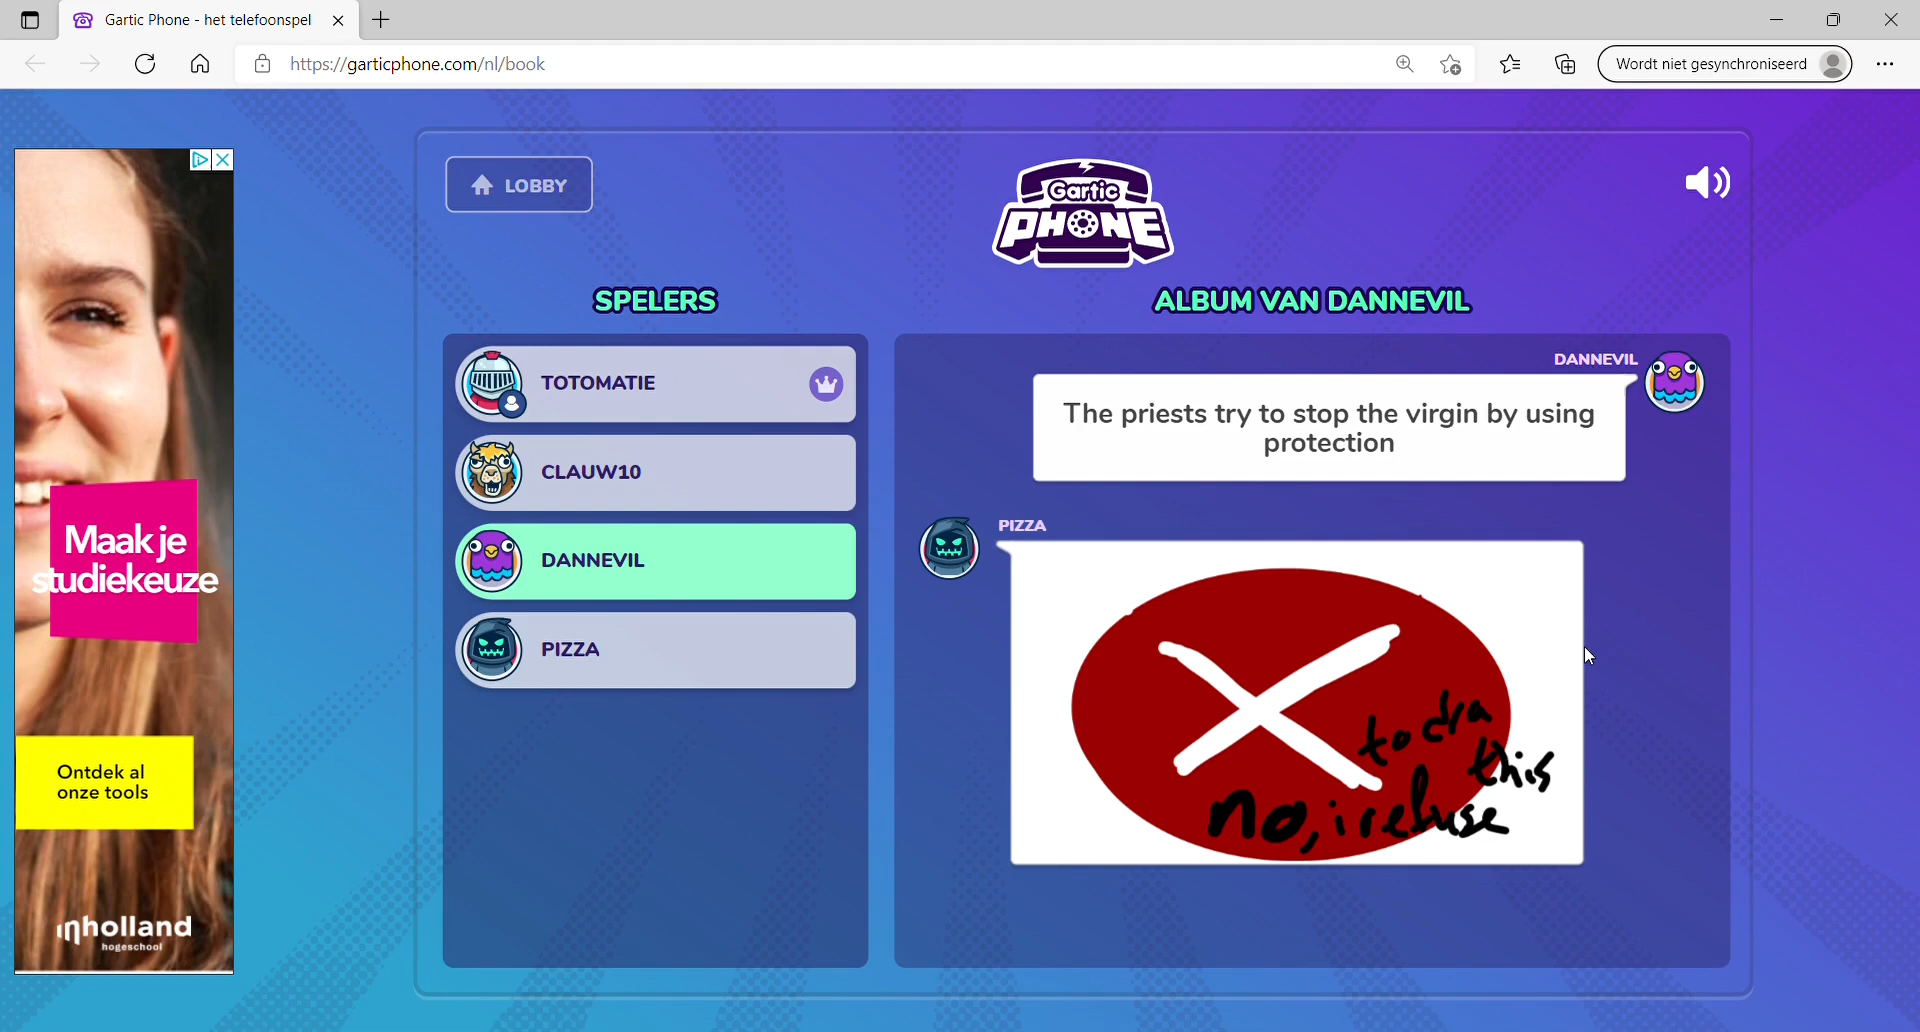 Gartic Phone - het telefoonspel
https://garticphone.com/nl/book
Wordt niet gesynchroniseerd
Maak je
studiekeuze
Ontdek al
onze tools
inholland
hogeschool
LOBBY
Gartic
PHONE
SPELERS
TOTOMATIE
CLAUW10
DANNEVIL
PIZZA
ALBUM VAN DANNEVIL
DANNEVIL
The priests try to stop the virgin by using
protection
PIZZA
no, i refuse
to dra
this